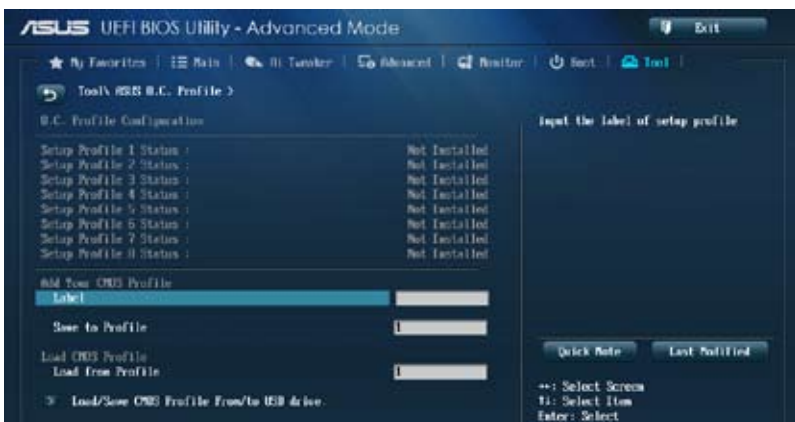 ASUS UEFI BIOS Utility - Advanced Mode
Exit
My Favorites | Main | Ai Tweaker | Advanced | Monitor | Boot | Tool |
Tool\ ASUS O.C. Profile >
O.C. Profile Configuration
Input the label of setup profile
Setup Profile 1 Status : Not Installed
Setup Profile 2 Status : Not Installed
Setup Profile 3 Status : Not Installed
Setup Profile 4 Status : Not Installed
Setup Profile 5 Status : Not Installed
Setup Profile 6 Status : Not Installed
Setup Profile 7 Status : Not Installed
Setup Profile 8 Status : Not Installed
Add Your CMOS Profile
Label
Save to Profile 1
Load CMOS Profile
Load from Profile 1
> Load/Save CMOS Profile From/to USB drive.
Quick Note Last Modified
→←: Select Screen
↑↓: Select Item
Enter: Select